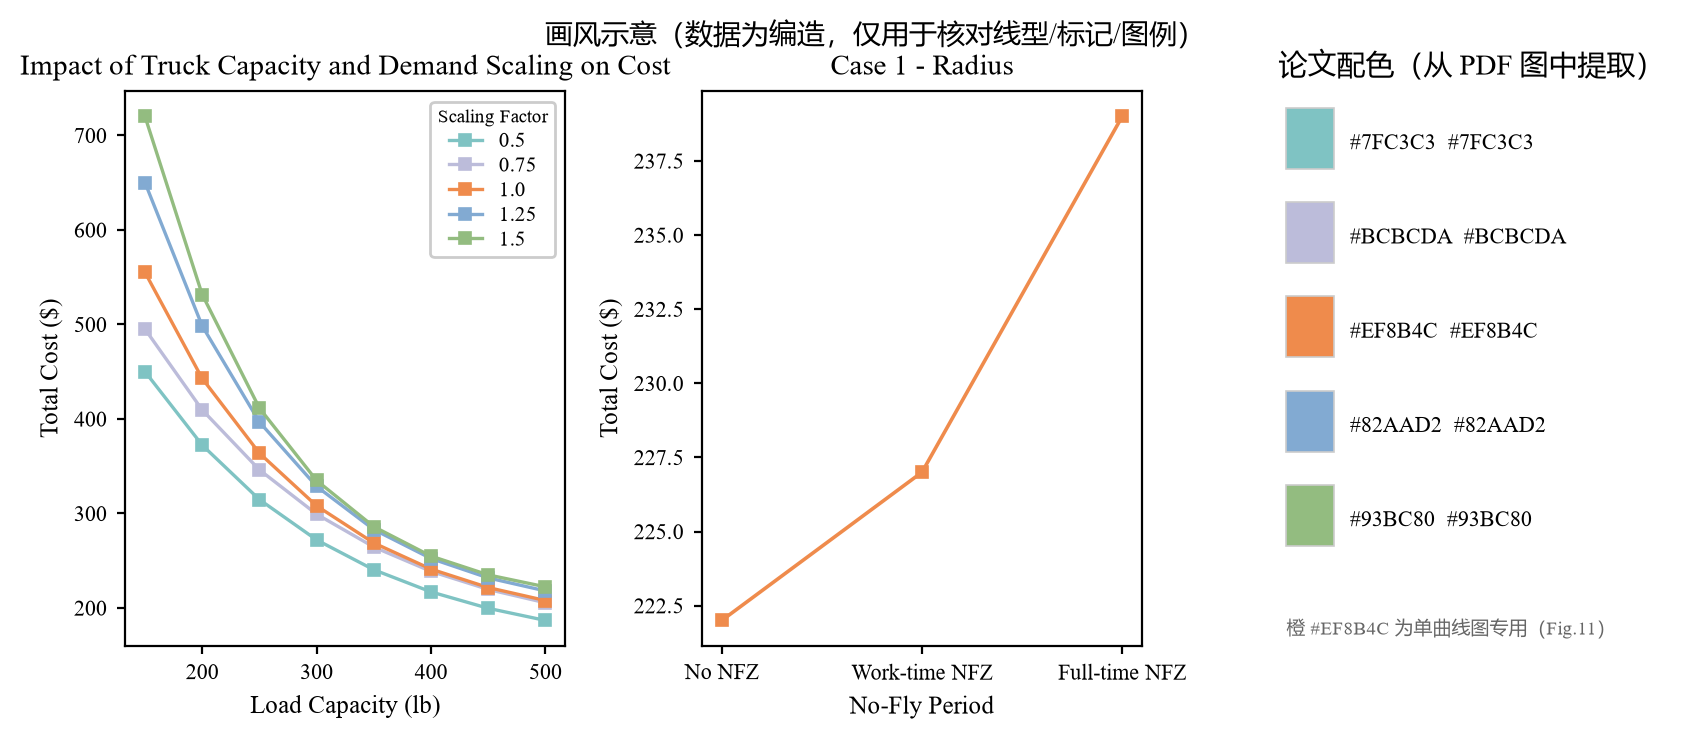 画风示意（数据为编造，仅用于核对线型/标记/图例）
Impact of Truck Capacity and Demand Scaling on Cost
Total Cost ($)
700
600
500
400
300
200
200 300 400 500
Load Capacity (lb)
Scaling Factor
0.5
0.75
1.0
1.25
1.5
Case 1 - Radius
Total Cost ($)
237.5
235.0
232.5
230.0
227.5
225.0
222.5
No NFZ Work-time NFZ Full-time NFZ
No-Fly Period
论文配色（从 PDF 图中提取）
#7FC3C3 #7FC3C3
#BCBCDA #BCBCDA
#EF8B4C #EF8B4C
#82AAD2 #82AAD2
#93BC80 #93BC80
橙 #EF8B4C 为单曲线图专用（Fig.11）